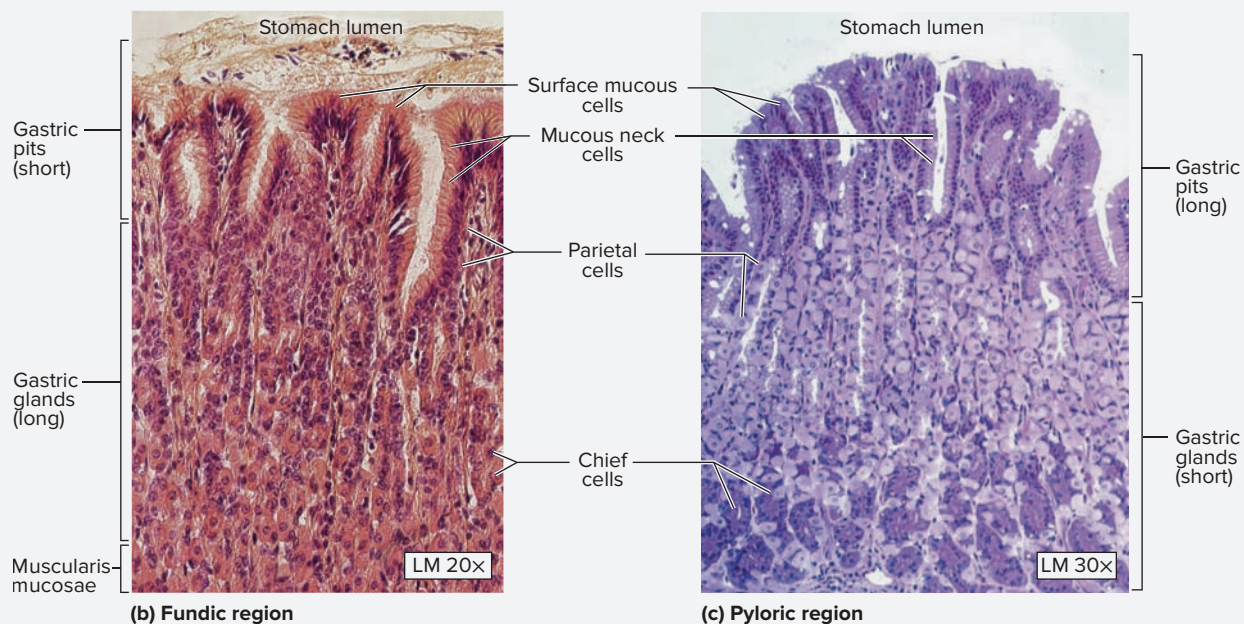 Stomach lumen
Gastric
pits
(short)
Gastric
glands
(long)
Muscularis
mucosae
LM 20×
(b) Fundic region
Surface mucous
cells
Mucous neck
cells
Parietal
cells
Chief
cells
Stomach lumen
Gastric
pits
(long)
Gastric
glands
(short)
LM 30×
(c) Pyloric region